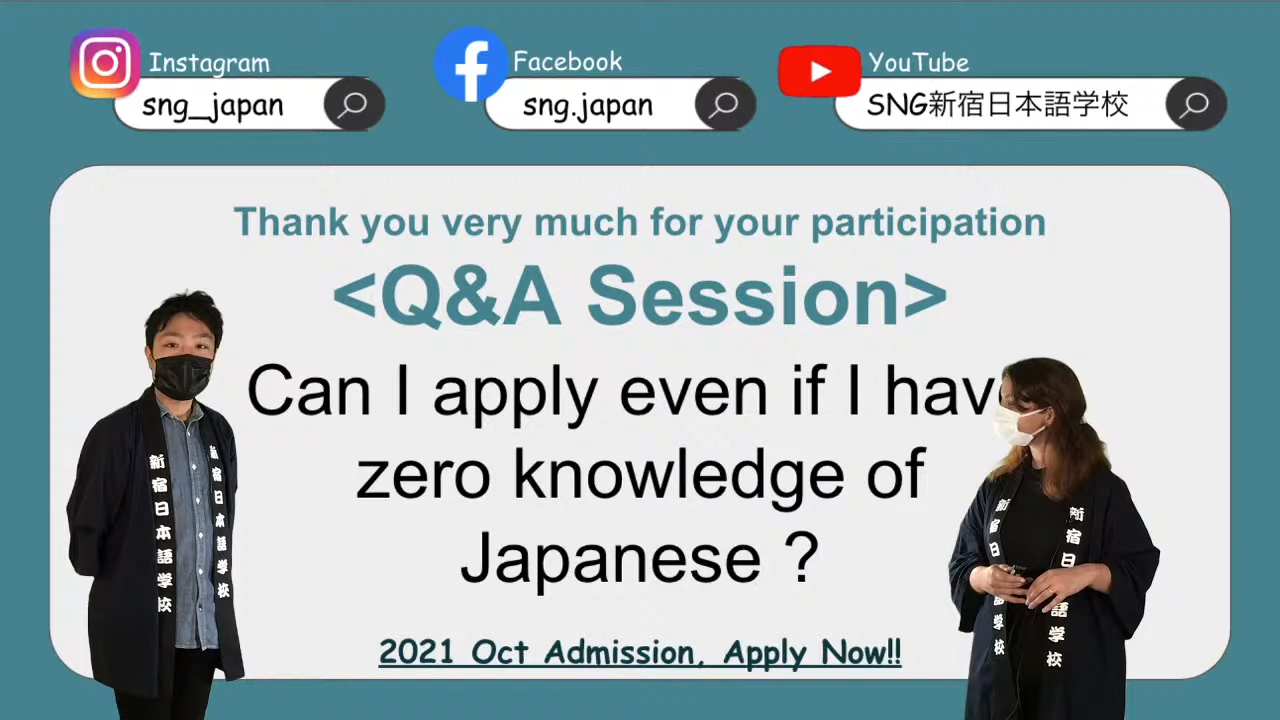 Instagram
sng_japan
Facebook
sng.japan
YouTube
SNG新宿日本語学校
Thank you very much for your participation
<Q&A Session>
Can I apply even if I hav
zero knowledge of
Japanese ?
2021 Oct Admission, Apply Now!!
新宿日本語学校
新宿日本語学校
新宿日
語学校
新宿日
語学校